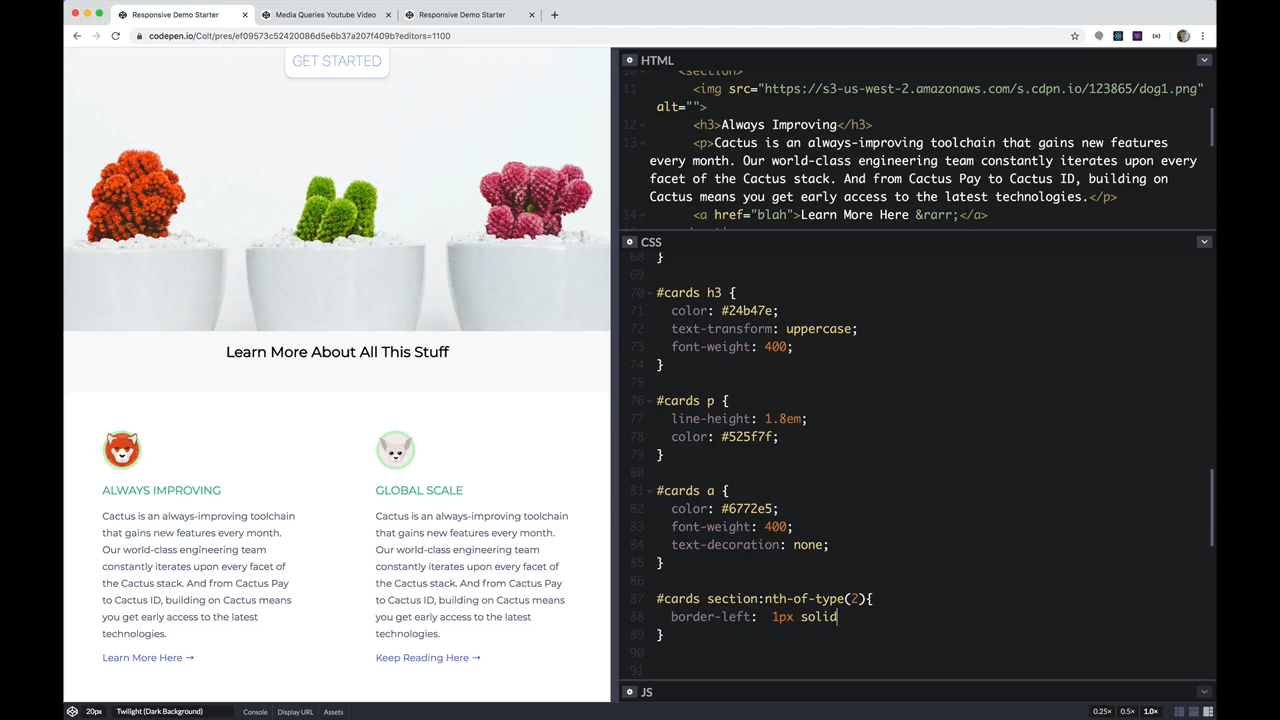 Responsive Demo Starter
Media Queries Youtube Video
Responsive Demo Starter
codepen.io/Colt/pres/ef09573c52420086d5e6b37a207f409b?editors=1100
GET STARTED
Learn More About All This Stuff
ALWAYS IMPROVING
Cactus is an always-improving toolchain
that gains new features every month.
Our world-class engineering team
constantly iterates upon every facet of
the Cactus stack. And from Cactus Pay
to Cactus ID, building on Cactus means
you get early access to the latest
technologies.
Learn More Here →
GLOBAL SCALE
Cactus is an always-improving toolchain
that gains new features every month.
Our world-class engineering team
constantly iterates upon every facet of
the Cactus stack. And from Cactus Pay
to Cactus ID, building on Cactus means
you get early access to the latest
technologies.
Keep Reading Here →
HTML
10 <section>
11 <img src="https://s3-us-west-2.amazonaws.com/s.cdpn.io/123865/dog1.png"
alt="">
12 <h3>Always Improving</h3>
13 <p>Cactus is an always-improving toolchain that gains new features
every month. Our world-class engineering team constantly iterates upon every
facet of the Cactus stack. And from Cactus Pay to Cactus ID, building on
Cactus means you get early access to the latest technologies.</p>
14 <a href="blah">Learn More Here &rarr;</a>
CSS
68 }
69
70 #cards h3 {
71 color: #24b47e;
72 text-transform: uppercase;
73 font-weight: 400;
74 }
75
76 #cards p {
77 line-height: 1.8em;
78 color: #525f7f;
79 }
80
81 #cards a {
82 color: #6772e5;
83 font-weight: 400;
84 text-decoration: none;
85 }
86
87 #cards section:nth-of-type(2){
88 border-left:  1px solid
89 }
90
91
JS
20px Twilight (Dark Background) Console Display URL Assets 0.25× 0.5× 1.0×